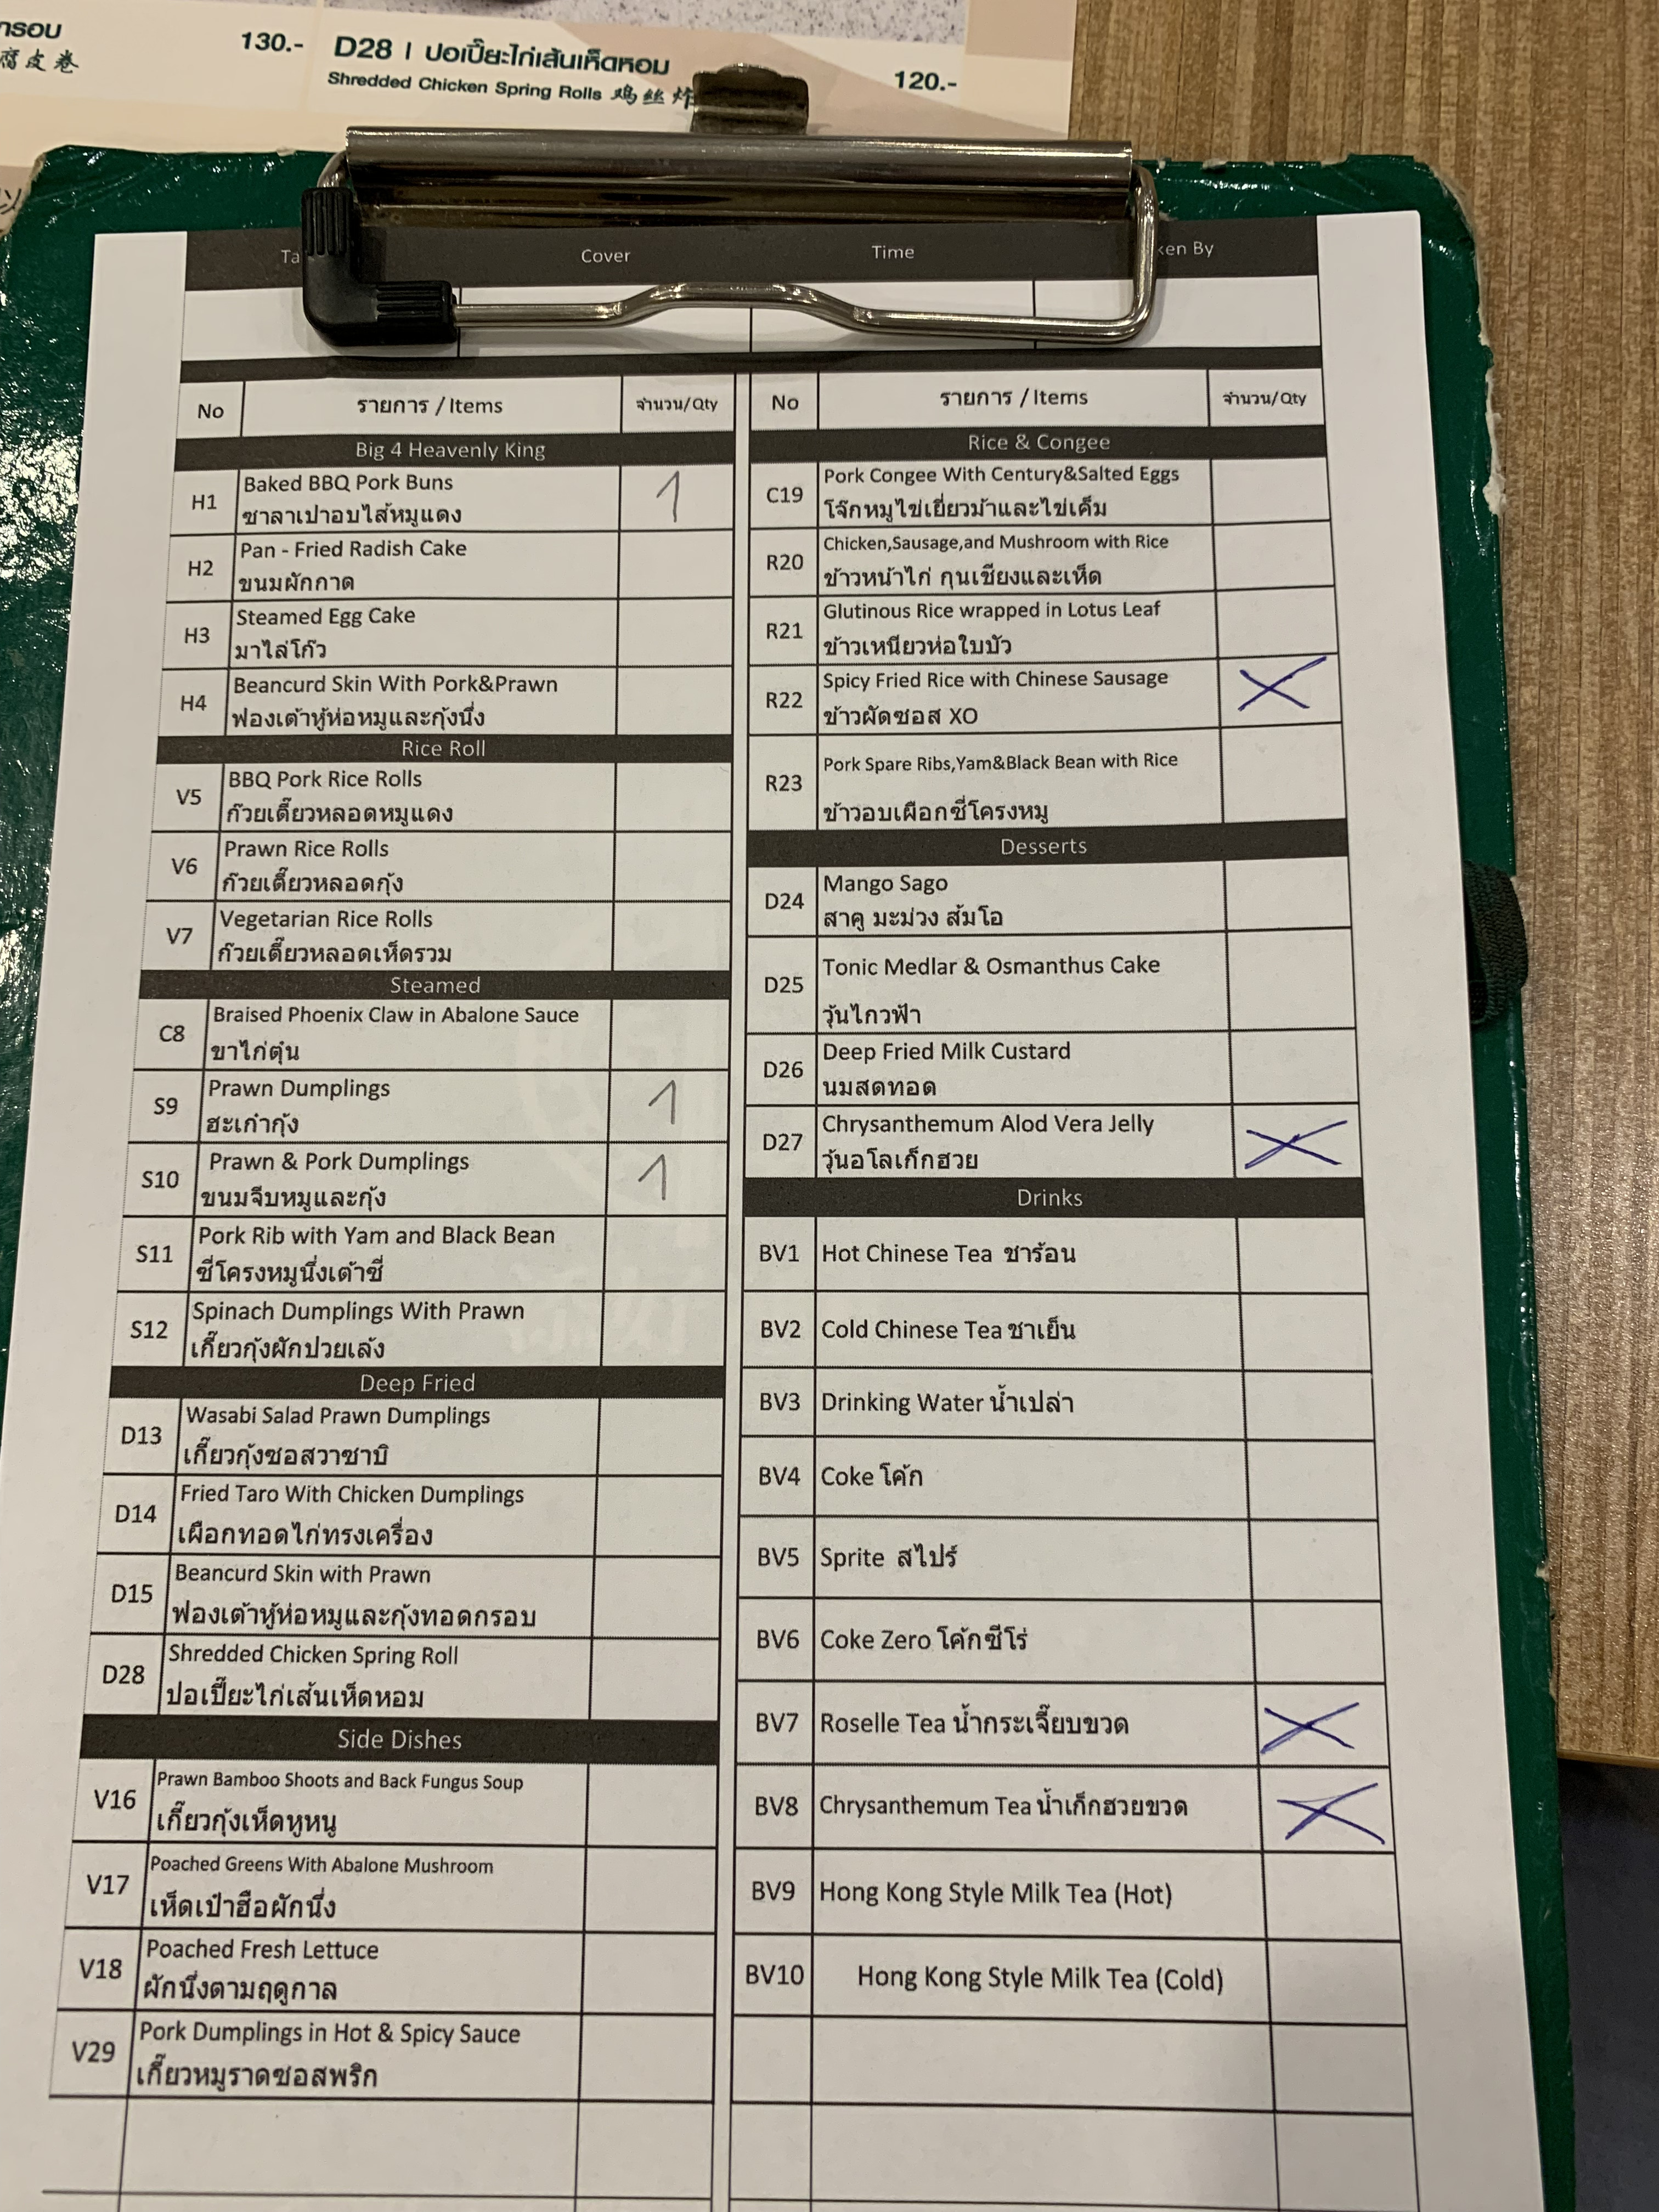 กรอบ
130.-
腐皮卷
D28 | ปอเปี๊ยะไก่เส้นเห็ดหอม
Shredded Chicken Spring Rolls 鸡丝炸
120.-
Cover Time
No รายการ / Items จำนวน/Qty
Big 4 Heavenly King
H1 Baked BBQ Pork Buns 1
ซาลาเปาอบไส้หมูแดง
H2 Pan - Fried Radish Cake
ขนมผักกาด
H3 Steamed Egg Cake
มาไล่โก๊ว
H4 Beancurd Skin With Pork&Prawn
ฟองเต้าหู้ห่อหมูและกุ้งนึ่ง
Rice Roll
V5 BBQ Pork Rice Rolls
ก๊วยเตี๊ยวหลอดหมูแดง
V6 Prawn Rice Rolls
ก๊วยเตี๊ยวหลอดกุ้ง
V7 Vegetarian Rice Rolls
ก๊วยเตี๊ยวหลอดเห็ดรวม
Steamed
C8 Braised Phoenix Claw in Abalone Sauce
ขาไก่ตุ๋น
S9 Prawn Dumplings 1
ฮะเก๋ากุ้ง
S10 Prawn & Pork Dumplings 1
ขนมจีบหมูและกุ้ง
S11 Pork Rib with Yam and Black Bean
ซี่โครงหมูนึ่งเต้าซี่
S12 Spinach Dumplings With Prawn
เกี๊ยวกุ้งผักปวยเล้ง
Deep Fried
D13 Wasabi Salad Prawn Dumplings
เกี๊ยวกุ้งซอสวาซาบิ
D14 Fried Taro With Chicken Dumplings
เผือกทอดไก่ทรงเครื่อง
D15 Beancurd Skin with Prawn
ฟองเต้าหู้ห่อหมูและกุ้งทอดกรอบ
D28 Shredded Chicken Spring Roll
ปอเปี๊ยะไก่เส้นเห็ดหอม
Side Dishes
V16 Prawn Bamboo Shoots and Back Fungus Soup
เกี๊ยวกุ้งเห็ดหูหนู
V17 Poached Greens With Abalone Mushroom
เห็ดเป๋าฮือผักนึ่ง
V18 Poached Fresh Lettuce
ผักนึ่งตามฤดูกาล
V29 Pork Dumplings in Hot & Spicy Sauce
เกี๊ยวหมูราดซอสพริก
No รายการ / Items จำนวน/Qty
Rice & Congee
C19 Pork Congee With Century&Salted Eggs
โจ๊กหมูไข่เยี่ยวม้าและไข่เค็ม
R20 Chicken,Sausage,and Mushroom with Rice
ข้าวหน้าไก่ กุนเชียงและเห็ด
R21 Glutinous Rice wrapped in Lotus Leaf
ข้าวเหนียวห่อใบบัว
R22 Spicy Fried Rice with Chinese Sausage
ข้าวผัดซอส XO
R23 Pork Spare Ribs,Yam&Black Bean with Rice
ข้าวอบเผือกซี่โครงหมู
Desserts
D24 Mango Sago
สาคู มะม่วง ส้มโอ
D25 Tonic Medlar & Osmanthus Cake
วุ้นไกวฟ้า
D26 Deep Fried Milk Custard
นมสดทอด
D27 Chrysanthemum Alod Vera Jelly
วุ้นอโลเก็กฮวย
Drinks
BV1 Hot Chinese Tea ชาร้อน
BV2 Cold Chinese Tea ชาเย็น
BV3 Drinking Water น้ำเปล่า
BV4 Coke โค้ก
BV5 Sprite สไปร์
BV6 Coke Zero โค้กซีโร่
BV7 Roselle Tea น้ำกระเจี๊ยบขวด
BV8 Chrysanthemum Tea น้ำเก็กฮวยขวด
BV9 Hong Kong Style Milk Tea (Hot)
BV10 Hong Kong Style Milk Tea (Cold)